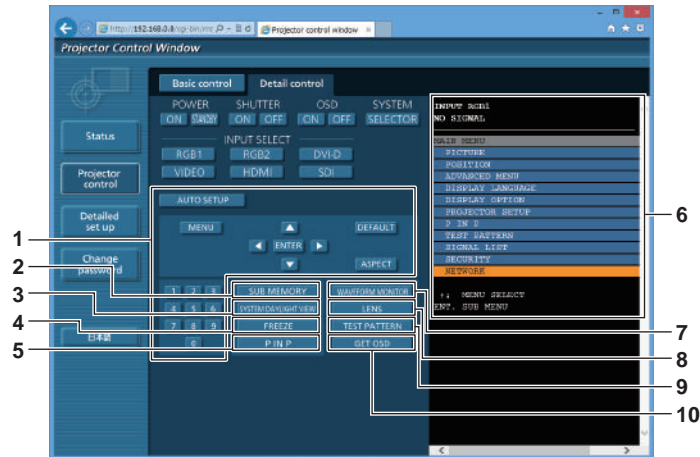 http://192.168.0.8/cgi-bin/
Projector control window
Projector Control Window
Basic control
Detail control
POWER SHUTTER OSD SYSTEM
ON STANDBY ON OFF ON OFF SELECTOR
INPUT SELECT
RGB1 RGB2 DVI-D
VIDEO HDMI SDI
Status
Projector control
Detailed set up
Change password
日本語
AUTO SETUP
MENU DEFAULT
ENTER
ASPECT
1 2 3 SUB MEMORY WAVEFORM MONITOR
4 5 6 SYSTEM DAYLIGHT VIEW LENS
7 8 9 FREEZE TEST PATTERN
0 P IN P GET OSD
INPUT RGB1
NO SIGNAL
MAIN MENU
PICTURE
POSITION
ADVANCED MENU
DISPLAY LANGUAGE
DISPLAY OPTION
PROJECTOR SETUP
P IN P
TEST PATTERN
SIGNAL LIST
SECURITY
NETWORK
MENU SELECT
ENT. SUB MENU
1
2
3
4
5
6
7
8
9
10